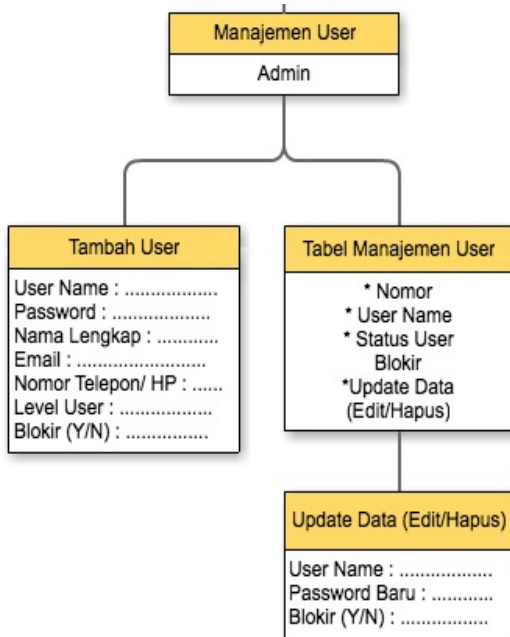 Manajemen User
Admin
Tambah User
User Name : ..................
Password : ...................
Nama Lengkap : ............
Email : .........................
Nomor Telepon/ HP : ......
Level User : ..................
Blokir (Y/N) : ................
Tabel Manajemen User
* Nomor
* User Name
* Status User
Blokir
*Update Data
(Edit/Hapus)
Update Data (Edit/Hapus)
User Name : ..................
Password Baru : ............
Blokir (Y/N) : .................